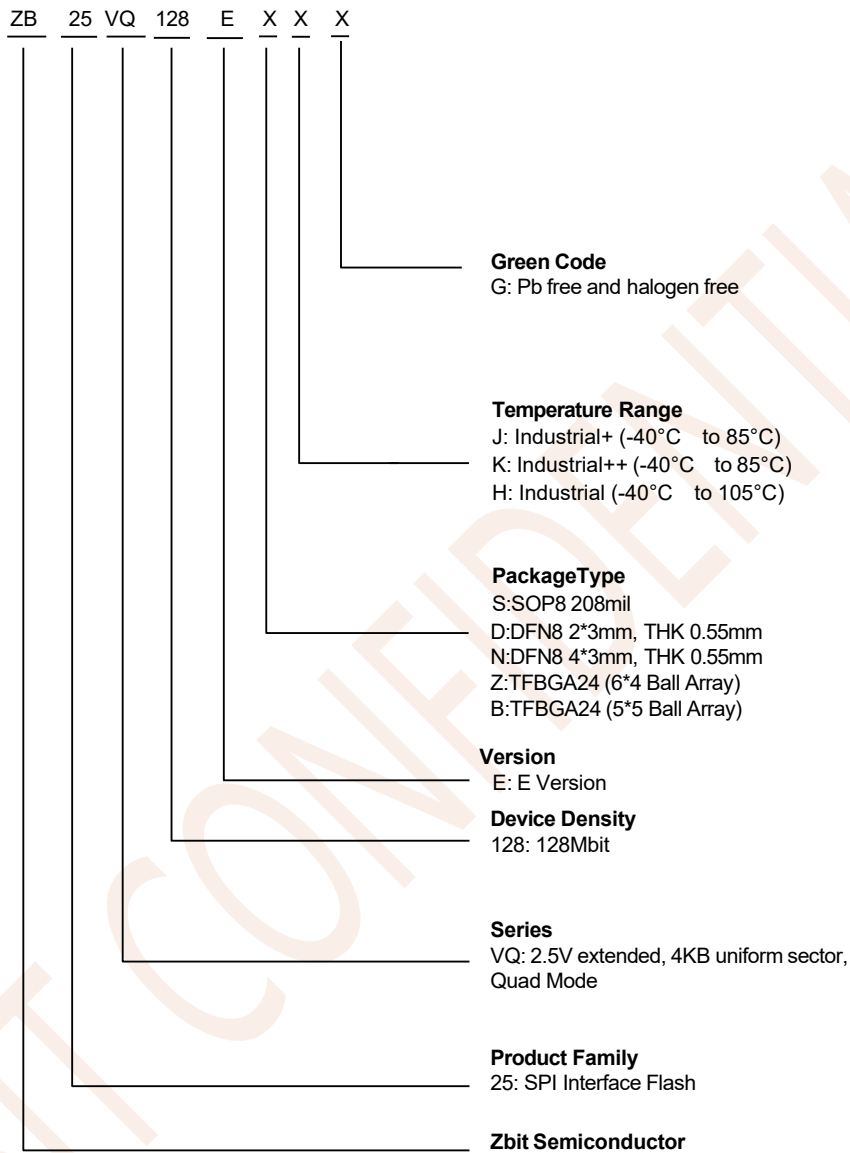 ZB 25 VQ 128 E X X X
Green Code
G: Pb free and halogen free
Temperature Range
J: Industrial+ (-40°C to 85°C)
K: Industrial++ (-40°C to 85°C)
H: Industrial (-40°C to 105°C)
PackageType
S:SOP8 208mil
D:DFN8 2*3mm, THK 0.55mm
N:DFN8 4*3mm, THK 0.55mm
Z:TFBGA24 (6*4 Ball Array)
B:TFBGA24 (5*5 Ball Array)
Version
E: E Version
Device Density
128: 128Mbit
Series
VQ: 2.5V extended, 4KB uniform sector,
Quad Mode
Product Family
25: SPI Interface Flash
Zbit Semiconductor
T CONFIDENTIA